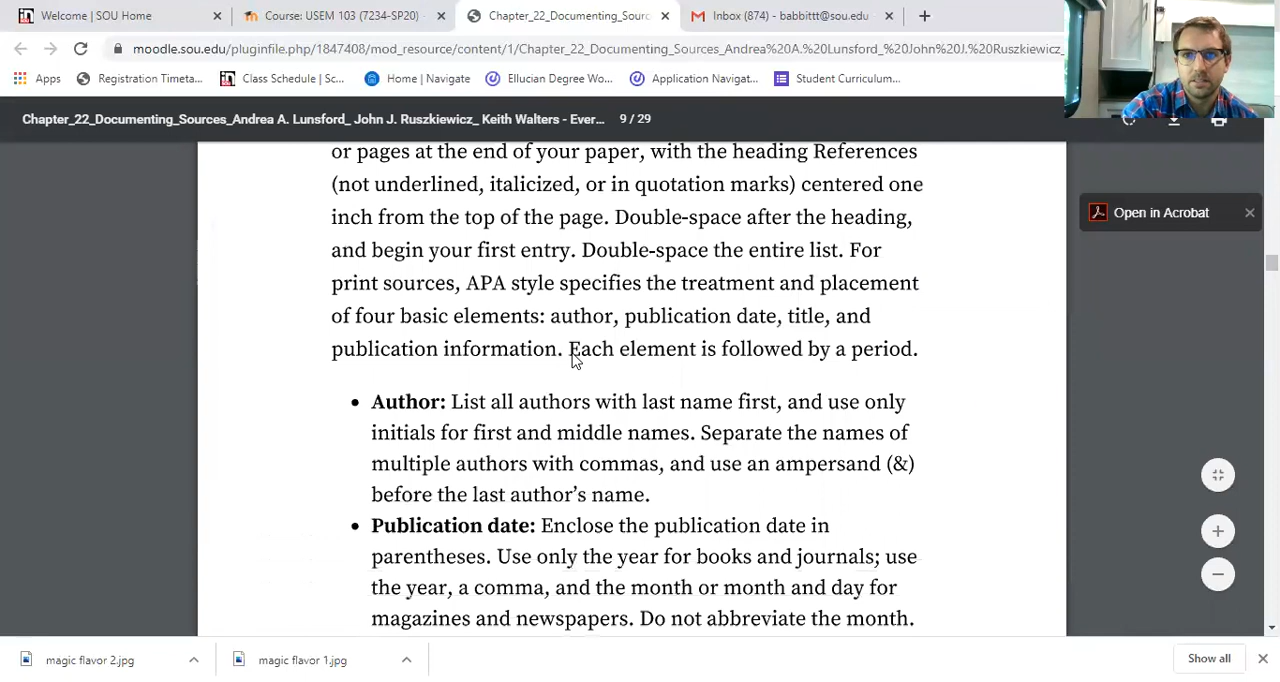 Welcome | SOU Home
Course: USEM 103 (7234-SP20)
Chapter_22_Documenting_Sourc
Inbox (874) - babbittt@sou.edu
moodle.sou.edu/pluginfile.php/1847408/mod_resource/content/1/Chapter_22_Documenting_Sources_Andrea%20A.%20Lunsford_%20John%20J.%20Ruszkiewicz_
Apps
Registration Timeta...
Class Schedule | Sc...
Home | Navigate
Ellucian Degree Wo...
Application Navigat...
Student Curriculum...
Chapter_22_Documenting_Sources_Andrea A. Lunsford_ John J. Ruszkiewicz_ Keith Walters - Ever...
9 / 29
or pages at the end of your paper, with the heading References
(not underlined, italicized, or in quotation marks) centered one
inch from the top of the page. Double-space after the heading,
and begin your first entry. Double-space the entire list. For
print sources, APA style specifies the treatment and placement
of four basic elements: author, publication date, title, and
publication information. Each element is followed by a period.
Open in Acrobat
• Author: List all authors with last name first, and use only
initials for first and middle names. Separate the names of
multiple authors with commas, and use an ampersand (&)
before the last author’s name.
• Publication date: Enclose the publication date in
parentheses. Use only the year for books and journals; use
the year, a comma, and the month or month and day for
magazines and newspapers. Do not abbreviate the month.
magic flavor 2.jpg
magic flavor 1.jpg
Show all